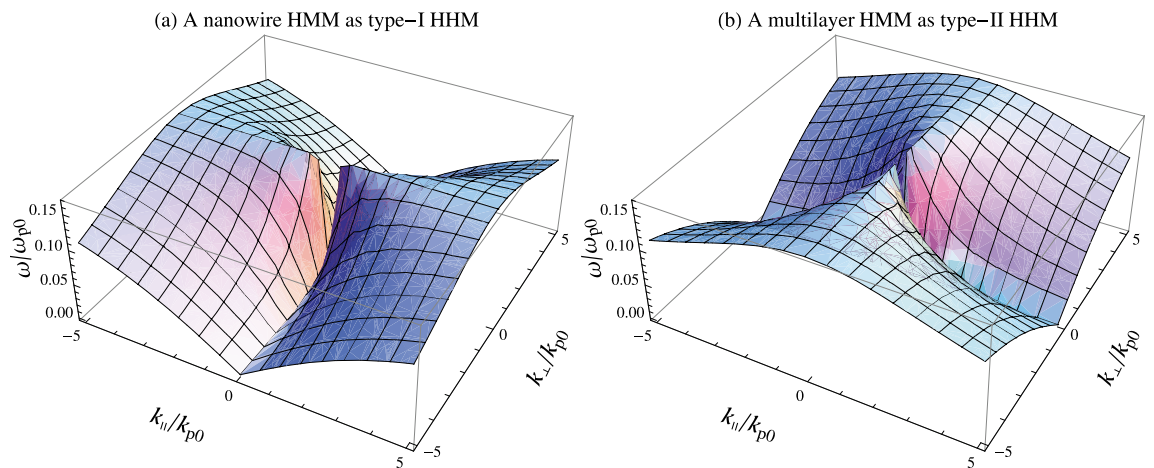 (a) A nanowire HMM as type−I HHM
(b) A multilayer HMM as type−II HHM
0.15
0.10
0.05
0.00
ω/ωp0
−5
0
5
k||/kp0
−5
0
5
k⊥/kp0
0.15
0.10
0.05
0.00
ω/ωp0
−5
0
5
k||/kp0
−5
0
5
k⊥/kp0